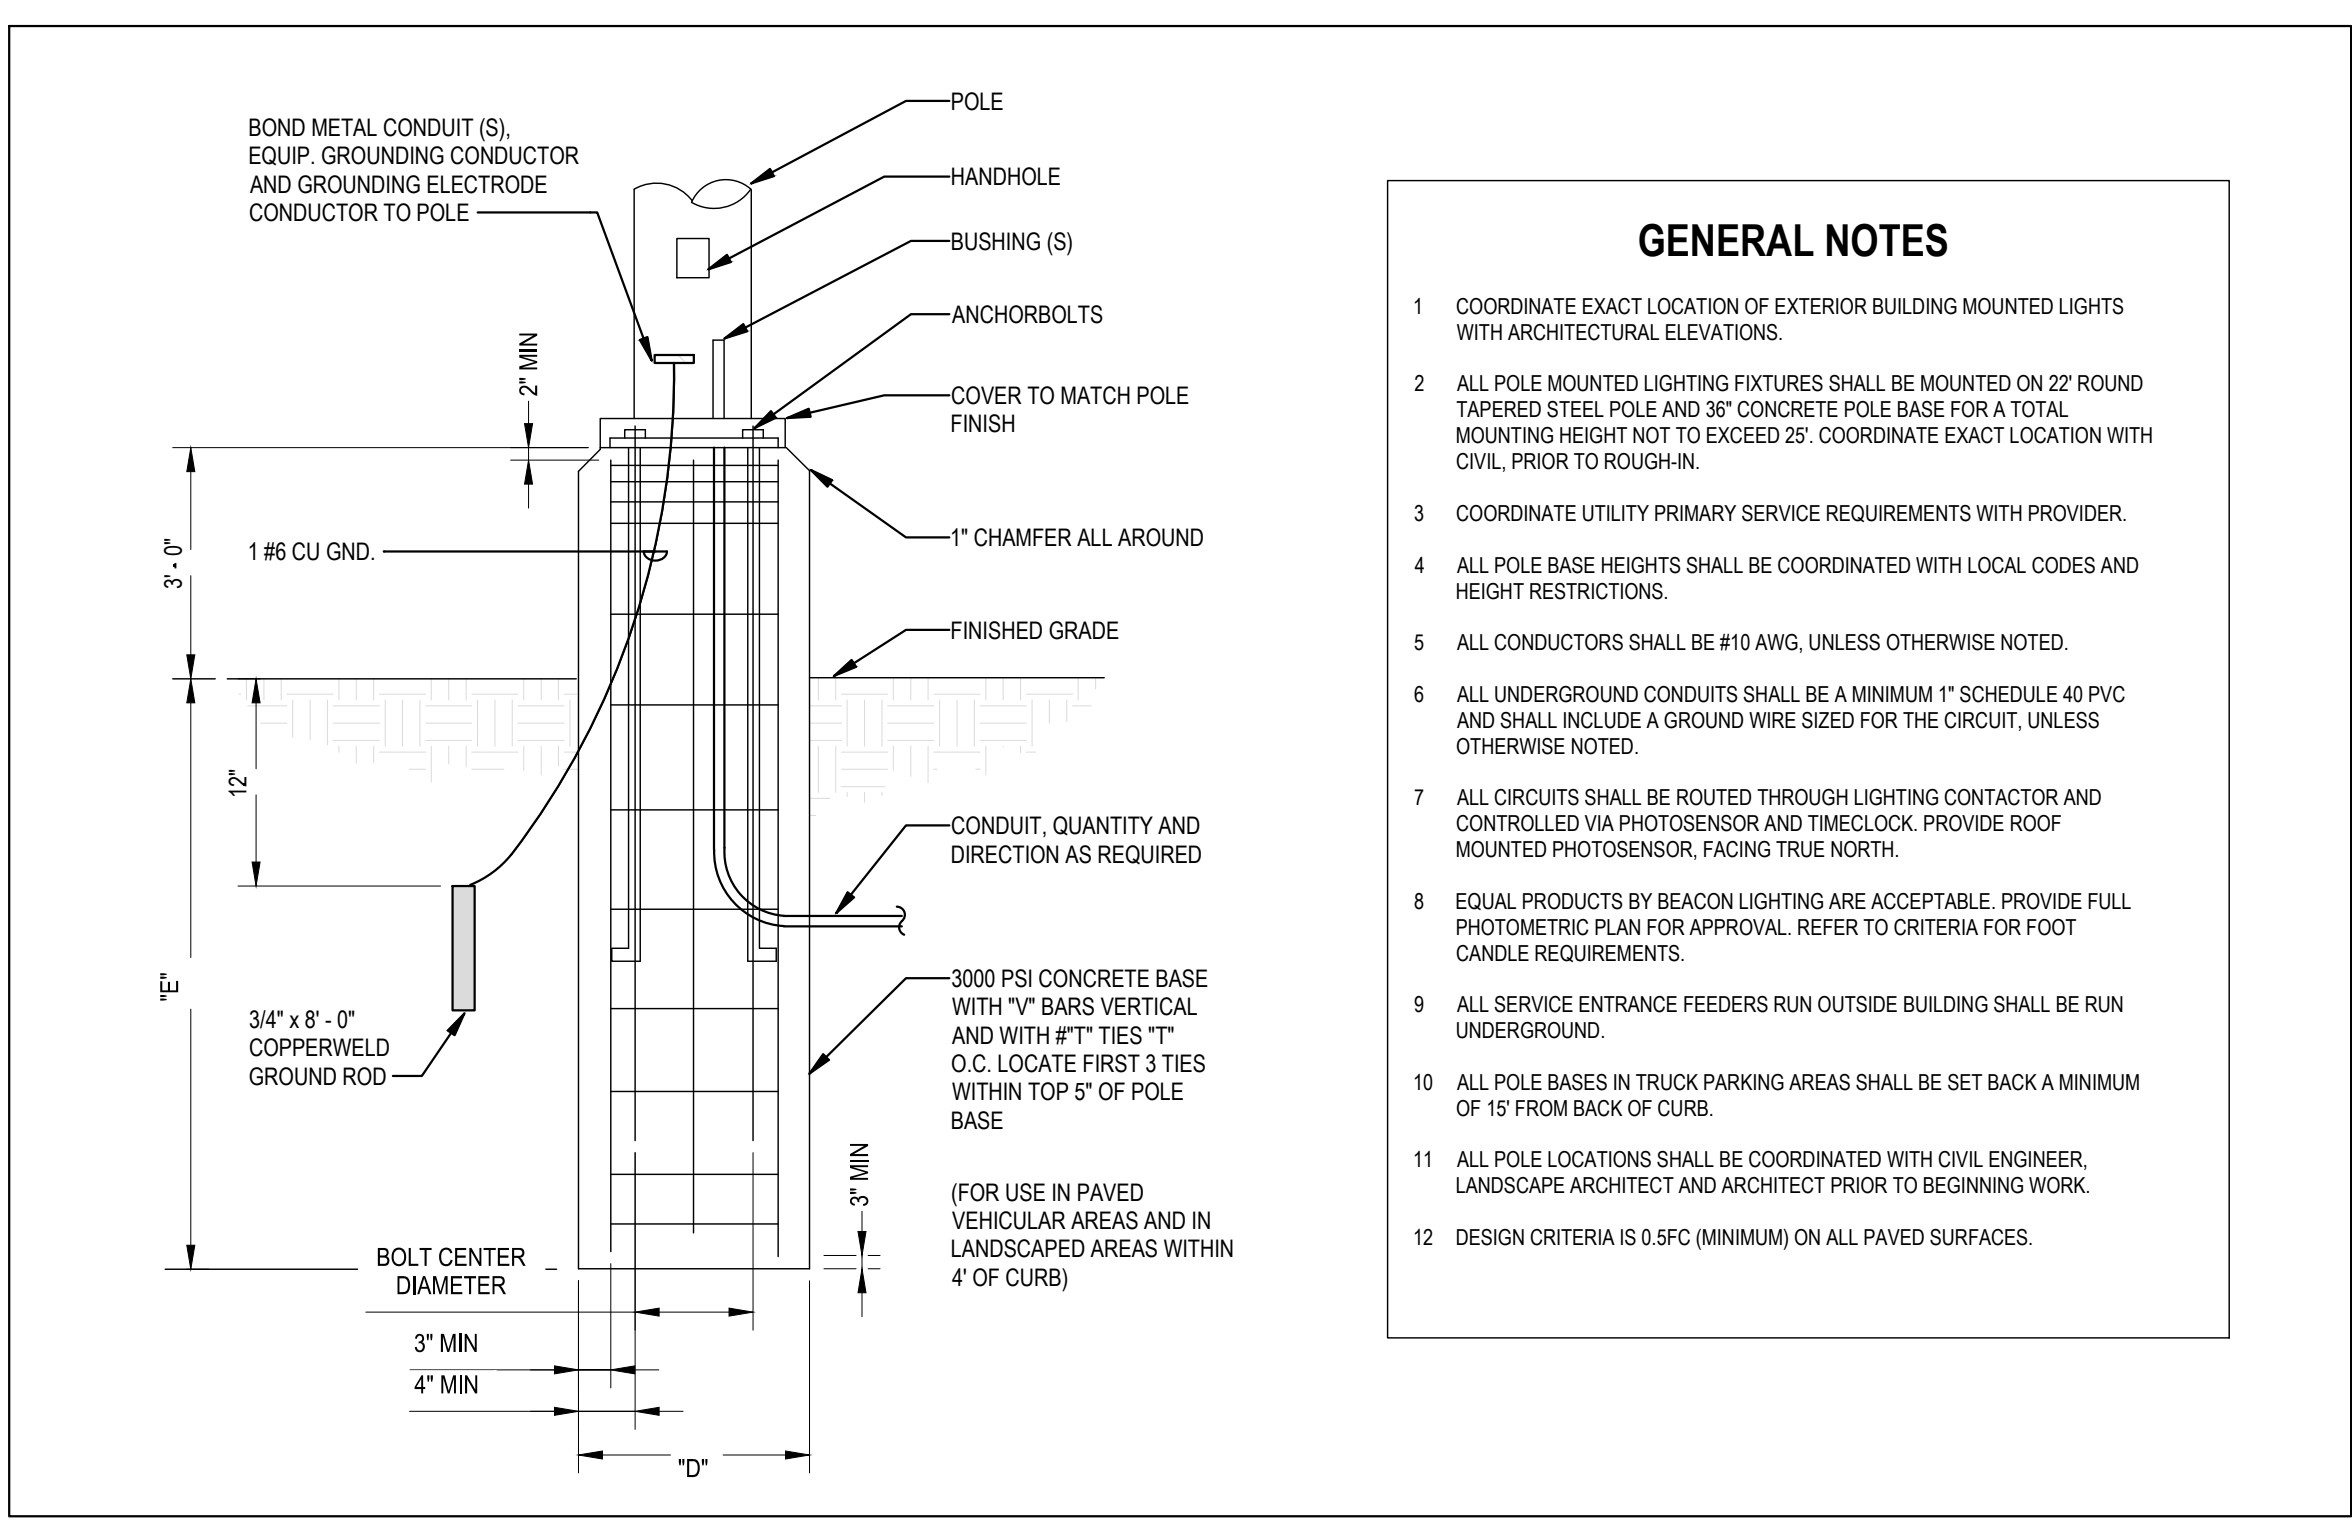 BOND METAL CONDUIT (S),
EQUIP. GROUNDING CONDUCTOR
AND GROUNDING ELECTRODE
CONDUCTOR TO POLE
POLE
HANDHOLE
BUSHING (S)
ANCHORBOLTS
2" MIN
COVER TO MATCH POLE
FINISH
1" CHAMFER ALL AROUND
3' - 0"
1 #6 CU GND.
FINISHED GRADE
12"
CONDUIT, QUANTITY AND
DIRECTION AS REQUIRED
"E"
3/4" x 8' - 0"
COPPERWELD
GROUND ROD
3000 PSI CONCRETE BASE
WITH "V" BARS VERTICAL
AND WITH #"T" TIES "T"
O.C. LOCATE FIRST 3 TIES
WITHIN TOP 5" OF POLE
BASE
3" MIN
(FOR USE IN PAVED
VEHICULAR AREAS AND IN
LANDSCAPED AREAS WITHIN
4' OF CURB)
BOLT CENTER
DIAMETER
3" MIN
4" MIN
"D"
GENERAL NOTES
1 COORDINATE EXACT LOCATION OF EXTERIOR BUILDING MOUNTED LIGHTS
WITH ARCHITECTURAL ELEVATIONS.
2 ALL POLE MOUNTED LIGHTING FIXTURES SHALL BE MOUNTED ON 22' ROUND
TAPERED STEEL POLE AND 36" CONCRETE POLE BASE FOR A TOTAL
MOUNTING HEIGHT NOT TO EXCEED 25'. COORDINATE EXACT LOCATION WITH
CIVIL, PRIOR TO ROUGH-IN.
3 COORDINATE UTILITY PRIMARY SERVICE REQUIREMENTS WITH PROVIDER.
4 ALL POLE BASE HEIGHTS SHALL BE COORDINATED WITH LOCAL CODES AND
HEIGHT RESTRICTIONS.
5 ALL CONDUCTORS SHALL BE #10 AWG, UNLESS OTHERWISE NOTED.
6 ALL UNDERGROUND CONDUITS SHALL BE A MINIMUM 1" SCHEDULE 40 PVC
AND SHALL INCLUDE A GROUND WIRE SIZED FOR THE CIRCUIT, UNLESS
OTHERWISE NOTED.
7 ALL CIRCUITS SHALL BE ROUTED THROUGH LIGHTING CONTACTOR AND
CONTROLLED VIA PHOTOSENSOR AND TIMECLOCK. PROVIDE ROOF
MOUNTED PHOTOSENSOR, FACING TRUE NORTH.
8 EQUAL PRODUCTS BY BEACON LIGHTING ARE ACCEPTABLE. PROVIDE FULL
PHOTOMETRIC PLAN FOR APPROVAL. REFER TO CRITERIA FOR FOOT
CANDLE REQUIREMENTS.
9 ALL SERVICE ENTRANCE FEEDERS RUN OUTSIDE BUILDING SHALL BE RUN
UNDERGROUND.
10 ALL POLE BASES IN TRUCK PARKING AREAS SHALL BE SET BACK A MINIMUM
OF 15' FROM BACK OF CURB.
11 ALL POLE LOCATIONS SHALL BE COORDINATED WITH CIVIL ENGINEER,
LANDSCAPE ARCHITECT AND ARCHITECT PRIOR TO BEGINNING WORK.
12 DESIGN CRITERIA IS 0.5FC (MINIMUM) ON ALL PAVED SURFACES.